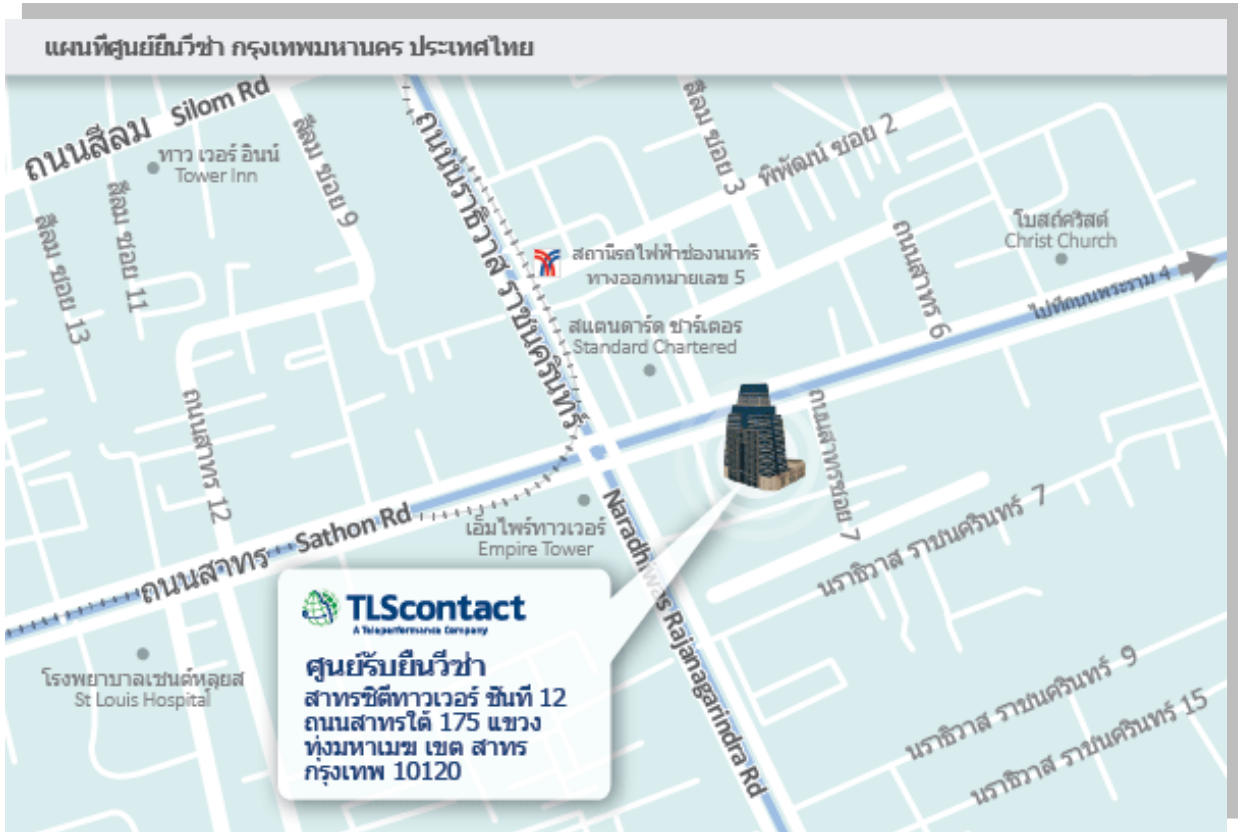 แผนที่ศูนย์ยื่นวีซ่า กรุงเทพมหานคร ประเทศไทย
ถนนสีลม Silom Rd
ทาว เวอร์ อินน์
Tower Inn
สีลม ซอย 9
สีลม ซอย 11
สีลม ซอย 13
ถนนนราธิวาส ราชนครินทร์
สีลม ซอย 3
พิพัฒน์ ซอย 2
สถานีรถไฟฟ้าช่องนนทรี
ทางออกหมายเลข 5
ถนนสาทร 6
โบสถ์คริสต์
Christ Church
ไปที่ถนนพระราม 4
สแตนดาร์ด ชาร์เตอร
Standard Chartered
ถนนสาทร 12
ถนนสาทรซอย 7
ถนนสาทร Sathon Rd
เอ็มไพร์ทาวเวอร์
Empire Tower
Naradhiwas Rajanagarindra Rd
นราธิวาส ราชนครินทร์ 7
นราธิวาส ราชนครินทร์ 9
นราธิวาส ราชนครินทร์ 15
โรงพยาบาลเซนต์หลุยส
St Louis Hospital
TLScontact
A Teleperformance Company
ศูนย์รับยื่นวีซ่า
สาทรซิตีทาวเวอร์ ชั้นที่ 12
ถนนสาทรใต้ 175 แขวง
ทุ่งมหาเมฆ เขต สาทร
กรุงเทพ 10120